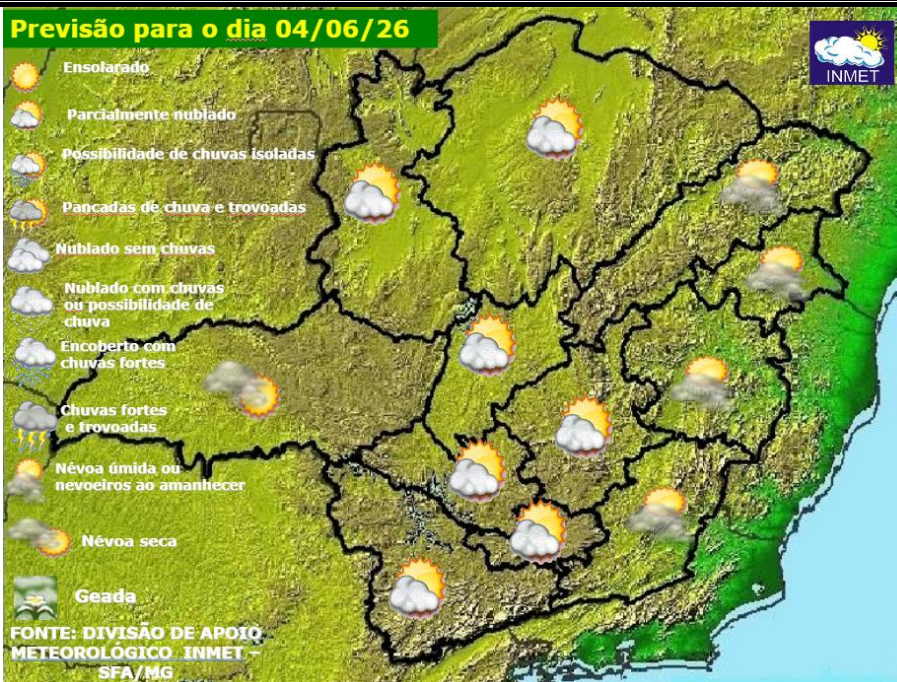 Previsão para o dia 04/06/26
INMET
Ensolarado
Parcialmente nublado
Possibilidade de chuvas isoladas
Pancadas de chuva e trovoadas
Nublado sem chuvas
Nublado com chuvas
ou possibilidade de
chuva
Encoberto com
chuvas fortes
Chuvas fortes
e trovoadas
Névoa úmida ou
nevoeiros ao amanhecer
Névoa seca
Geada
FONTE: DIVISÃO DE APOIO
METEOROLÓGICO INMET –
SFA/MG